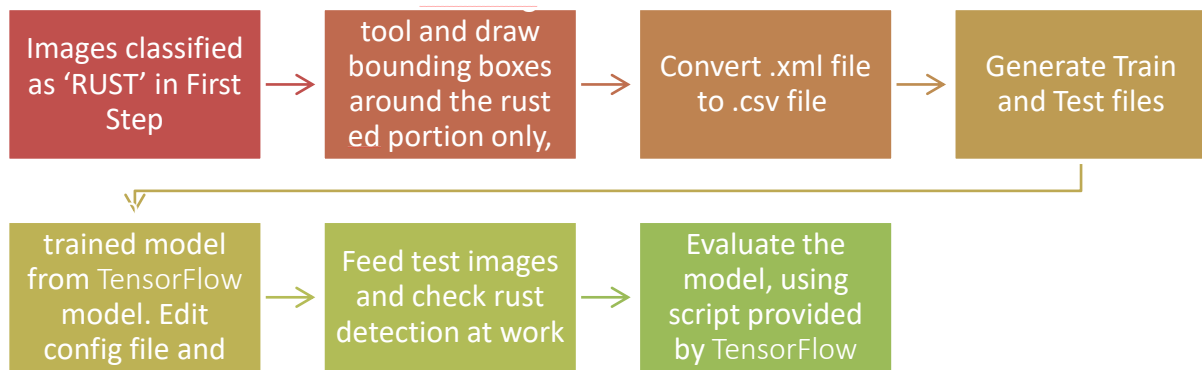 Images classified
as ‘RUST’ in First
Step
tool and draw
bounding boxes
around the rust
ed portion only,
Convert .xml file
to .csv file
Generate Train
and Test files
trained model
from TensorFlow
model. Edit
config file and
Feed test images
and check rust
detection at work
Evaluate the
model, using
script provided
by TensorFlow